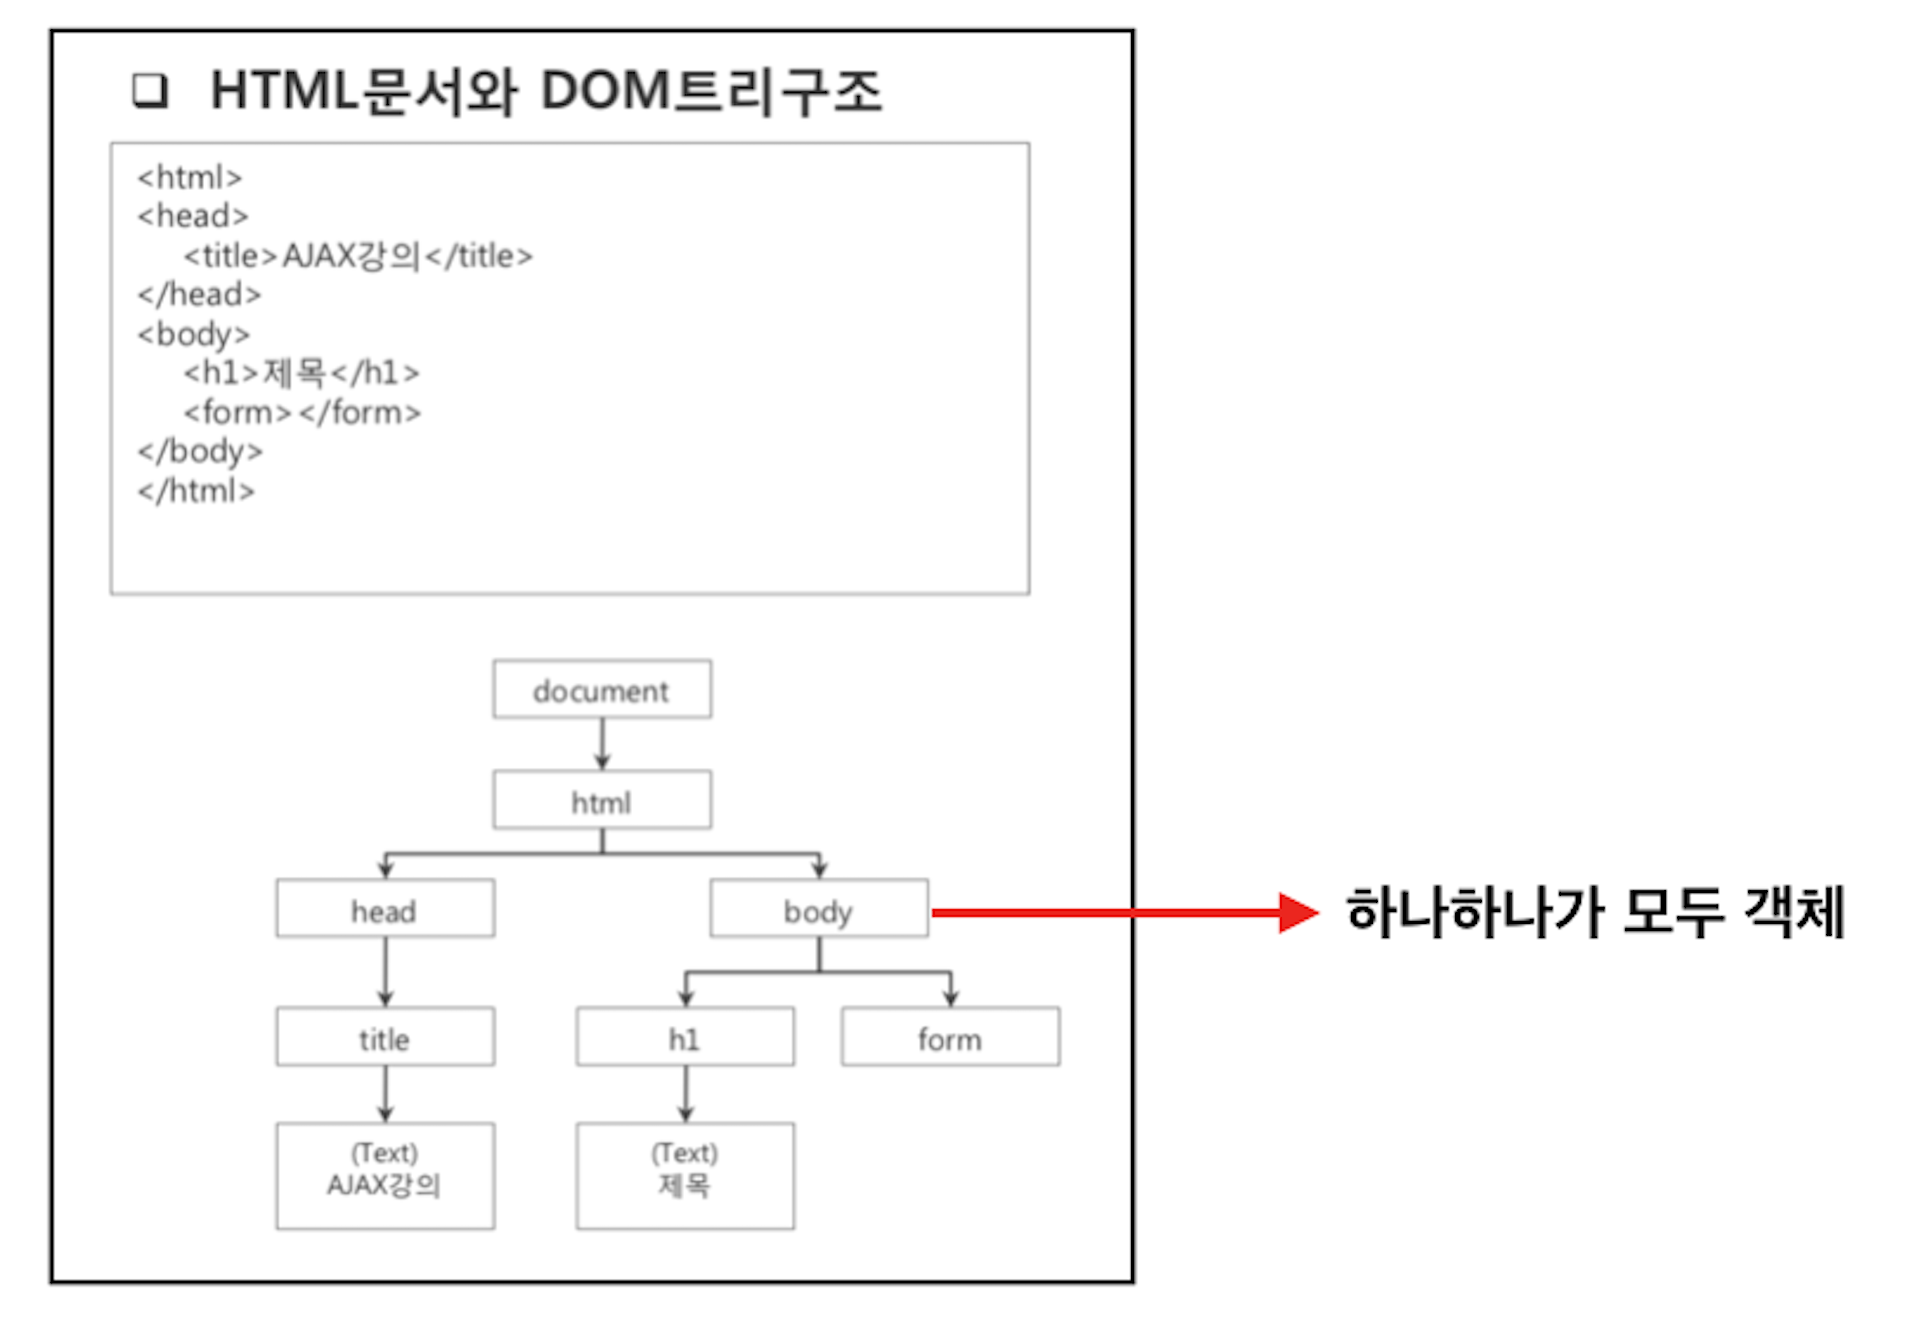 ❏ HTML문서와 DOM트리구조
<html>
<head>
<title>AJAX강의</title>
</head>
<body>
<h1>제목</h1>
<form></form>
</body>
</html>
document
html
head
body
하나하나가 모두 객체
title
h1
form
(Text)
AJAX강의
(Text)
제목